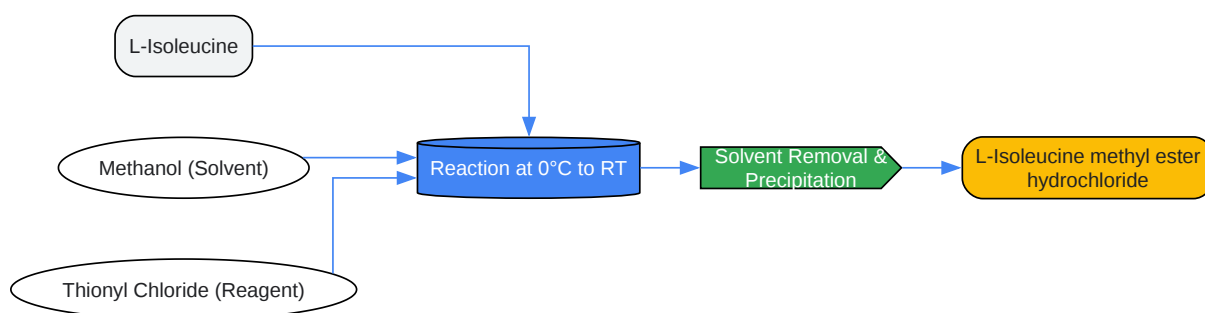 L-Isoleucine
Methanol (Solvent)
Thionyl Chloride (Reagent)
Reaction at 0°C to RT
Solvent Removal &
Precipitation
L-Isoleucine methyl ester
hydrochloride